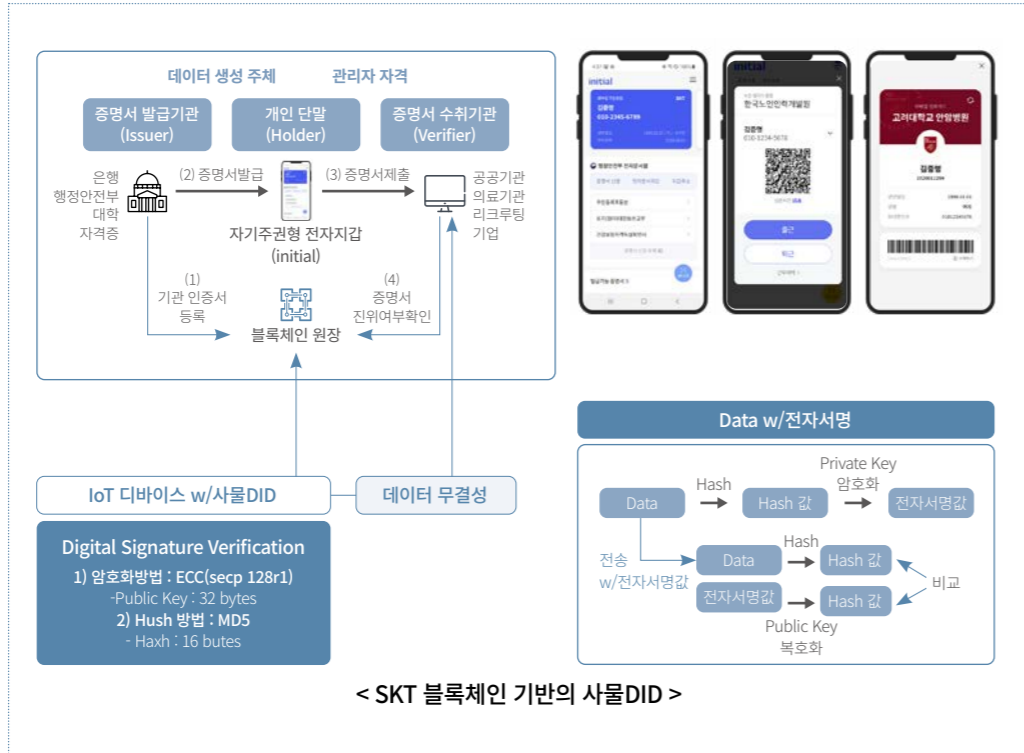 데이터 생성 주체 관리자 자격
증명서 발급기관
(Issuer)
개인 단말
(Holder)
증명서 수취기관
(Verifier)
은행
행정안전부
대학
자격증
(2) 증명서발급
(3) 증명서제출
공공기관
의료기관
리크루팅
기업
자기주권형 전자지갑
(initial)
(1)
기관 인증서
등록
(4)
증명서
진위여부확인
블록체인 원장
IoT 디바이스 w/사물DID
데이터 무결성
Digital Signature Verification
1) 암호화방법 : ECC(secp 128r1)
-Public Key : 32 bytes
2) Hush 방법 : MD5
- Haxh : 16 butes
initial
김증명
010-2345-6789
한국노인인력개발원
김증명
010-1234-5678
출근
퇴근
고려대학교 안암병원
김증명
Data w/전자서명
Data
Hash
Hash 값
Private Key
암호화
전자서명값
전송
w/전자서명값
Data
Hash
Hash 값
전자서명값
Hash 값
비교
Public Key
복호화
< SKT 블록체인 기반의 사물DID >